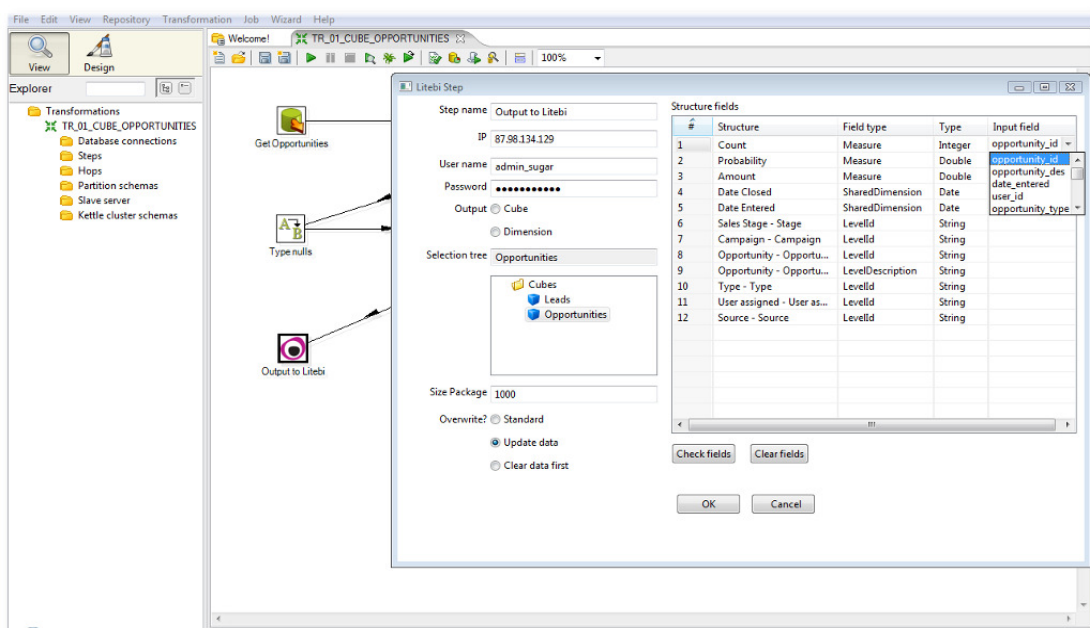 File Edit View Repository Transformation Job Wizard Help
Welcome! TR_01_CUBE_OPPORTUNITIES
View Design
100%
Explorer
Transformations
TR_01_CUBE_OPPORTUNITIES
Database connections
Steps
Hops
Partition schemas
Slave server
Kettle cluster schemas
Get Opportunities
Type nulls
Output to Litebi
Litebi Step
Step name Output to Litebi
IP 87.98.134.129
User name admin_sugar
Password •••••••••••
Output Cube
Dimension
Selection tree Opportunities
Cubes
Leads
Opportunities
Size Package 1000
Overwrite? Standard
Update data
Clear data first
Structure fields
# Structure Field type Type Input field
1 Count Measure Integer opportunity_id
2 Probability Measure Double
3 Amount Measure Double
4 Date Closed SharedDimension Date
5 Date Entered SharedDimension Date
6 Sales Stage - Stage LevelId String
7 Campaign - Campaign LevelId String
8 Opportunity - Opportu... LevelId String
9 Opportunity - Opportu... LevelDescription String
10 Type - Type LevelId String
11 User assigned - User as... LevelId String
12 Source - Source LevelId String
opportunity_id
opportunity_des
date_entered
user_id
opportunity_type
Check fields Clear fields
OK Cancel